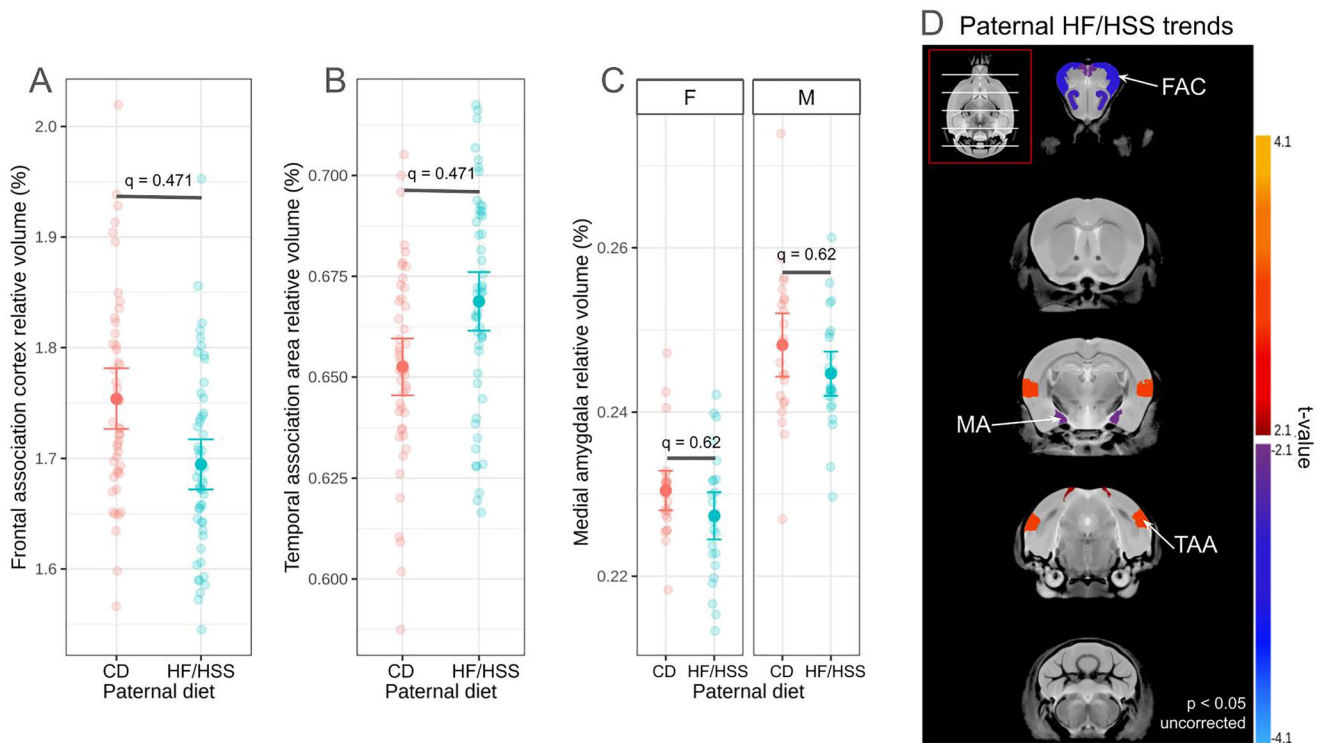 A
Frontal association cortex relative volume (%)
2.0
1.9
1.8
1.7
1.6
q = 0.471
CD
HF/HSS
Paternal diet
B
Temporal association area relative volume (%)
0.700
0.675
0.650
0.625
0.600
q = 0.471
CD
HF/HSS
Paternal diet
C
Medial amygdala relative volume (%)
F
M
0.26
0.24
0.22
q = 0.62
q = 0.62
CD
HF/HSS
CD
HF/HSS
Paternal diet
D Paternal HF/HSS trends
FAC
MA
TAA
p < 0.05
uncorrected
4.1
2.1
-2.1
-4.1
t-value